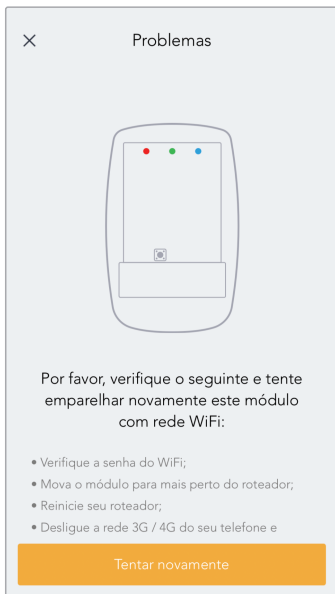 Problemas
Por favor, verifique o seguinte e tente
emparelhar novamente este módulo
com rede WiFi:
• Verifique a senha do WiFi;
• Mova o módulo para mais perto do roteador;
• Reinicie seu roteador;
• Desligue a rede 3G / 4G do seu telefone e
Tentar novamente